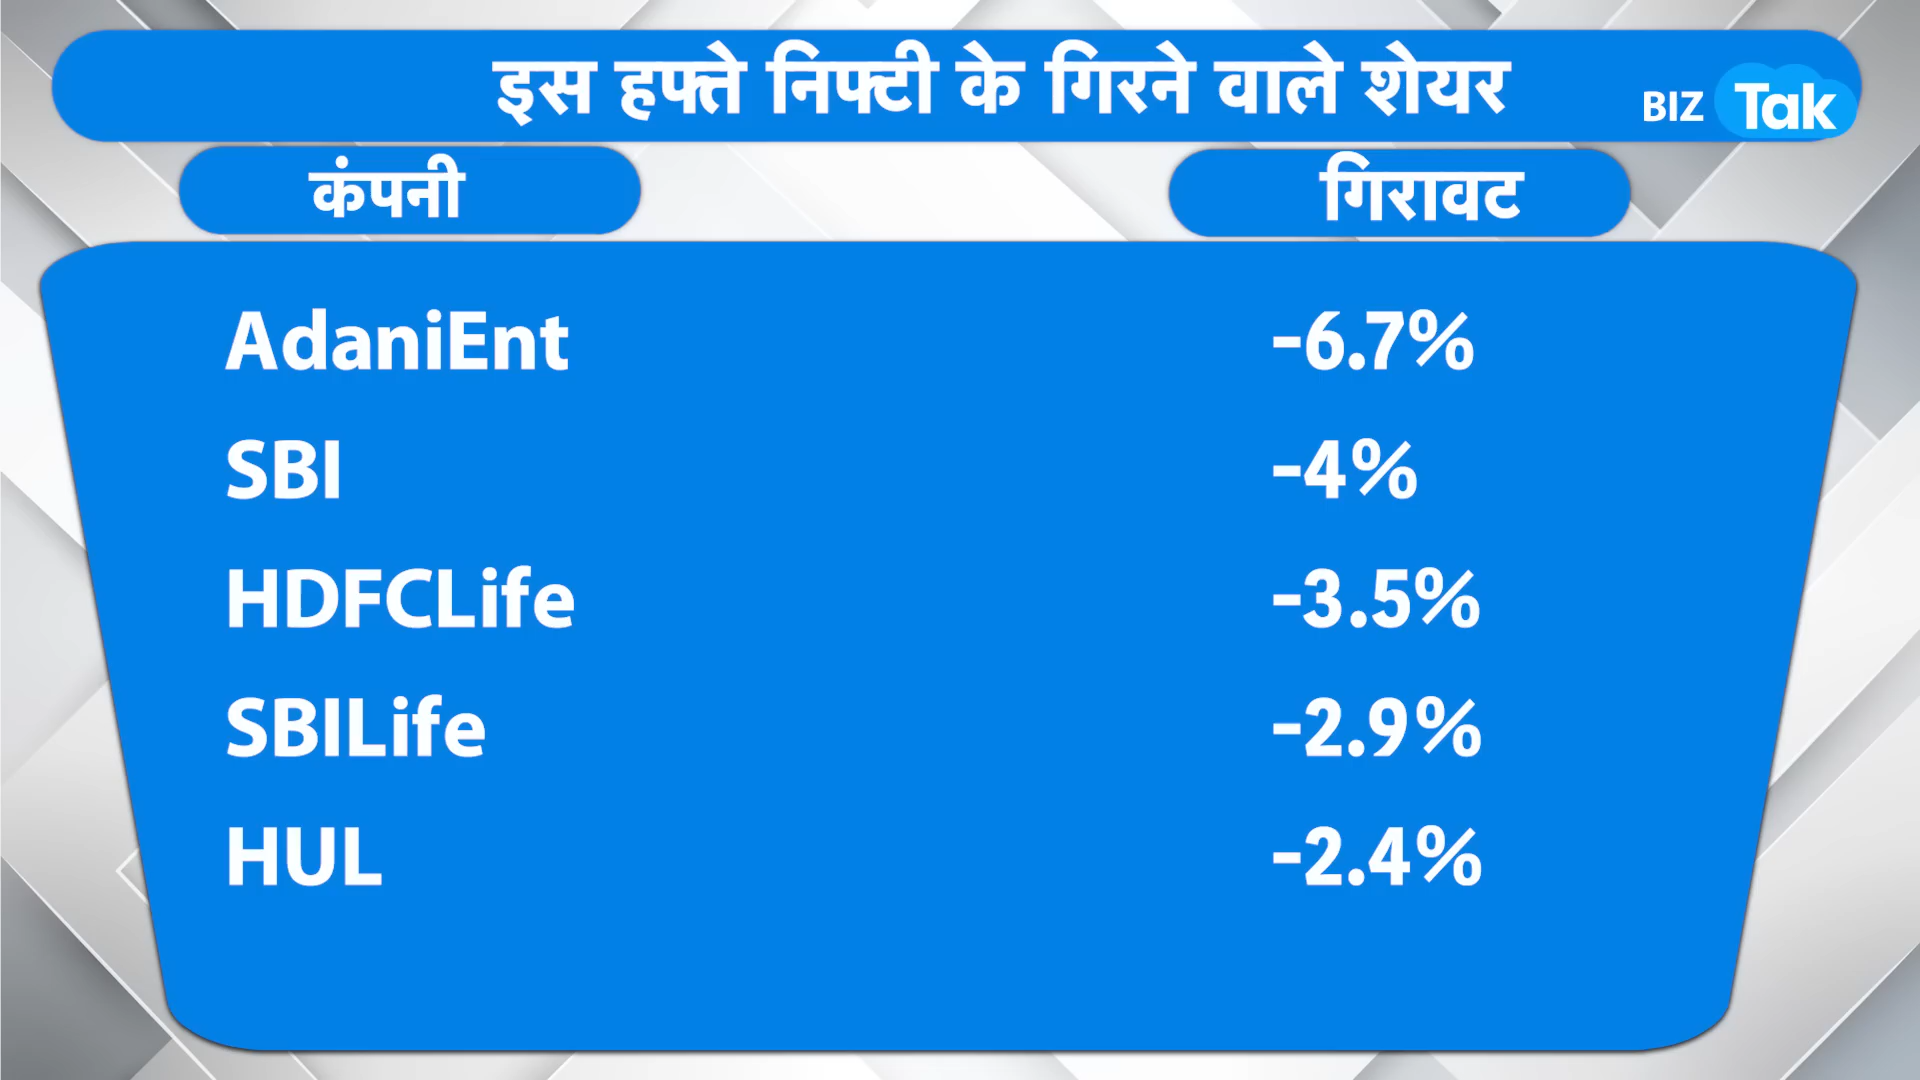 इस हफ्ते निफ्टी के गिरने वाले शेयर
BIZ Tak
कंपनी गिरावट
AdaniEnt -6.7%
SBI -4%
HDFCLife -3.5%
SBILife -2.9%
HUL -2.4%